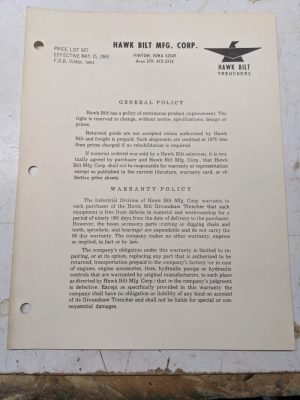 PRICE LIST 607
EFFECTIVE MAY 15, 1968
F.O.B. Vinton, Iowa
HAWK BILT MFG. CORP.
VINTON, IOWA 52349
Area 319, 472-2313
HAWK BILT
TRENCHERS
GENERAL POLICY
Hawk Bilt has a policy of continuous product improvement. The
right is reserved to change, without notice, specifications, design or
prices.
Returned goods are not accepted unless authorized by Hawk
Bilt and freight is prepaid. Such shipments are credited at 10% less
than prices charged if no rehabilitation is required.
If material ordered was sold by a Hawk Bilt salesman, it is mu-
tually agreed by purchaser and Hawk Bilt Mfg. Corp., that Hawk
Bilt Mfg. Corp. shall not be responsible for warranty or representation
except as published in the current literature, warranty card, or ef-
fective price sheets.
WARRANTY POLICY
The Industrial Division of Hawk Bilt Mfg. Corp. warrants to
each purchaser of the Hawk Bilt Groundsaw Trencher that such
equipment is free from defects in material and workmanship for a
period of ninety (90) days from the date of delivery to the purchaser.
However, the boom accessory parts cutting or digging chain and
teeth, sprockets, and bearings) are expendable and do not carry the
90 day warranty. The company makes no other warranty, express
or implied, in fact or by law.
The company's obligation under this warranty is limited to re-
pairing, or at its option, replacing any part that is authorized to be
returned, transportation prepaid to the company's factory (or in case
of engines, engine accessories, tires, hydraulic pumps or hydraulic
controls that are warranted by original manufacturers, to such place
as directed by Hawk Bilt Mfg. Corp.) that in the company's judgment
is defective. Except as specifically provided in this warranty the
company shall have no obligation or liability of any kind on account
of its Groundsaw Trencher and shall not be liable for special or con-
sequential damages.